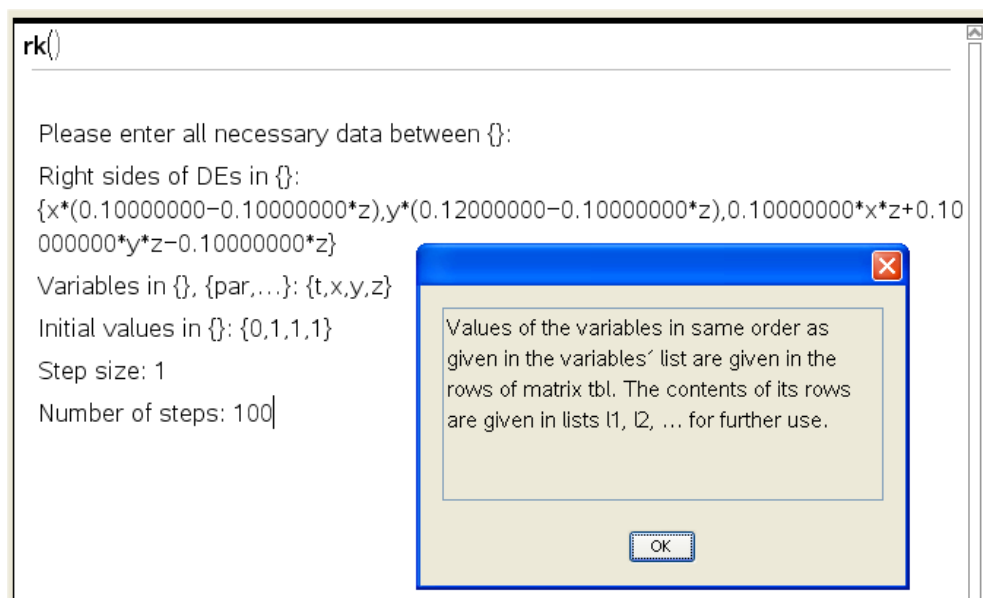 rk()
Please enter all necessary data between {}:
Right sides of DEs in {}:
{x*(0.10000000−0.10000000*z),y*(0.12000000−0.10000000*z),0.10000000*x*z+0.10
000000*y*z−0.10000000*z}
Variables in {}, {par,...}: {t,x,y,z}
Initial values in {}: {0,1,1,1}
Step size: 1
Number of steps: 100
Values of the variables in same order as
given in the variables´ list are given in the
rows of matrix tbl. The contents of its rows
are given in lists l1, l2, ... for further use.
OK